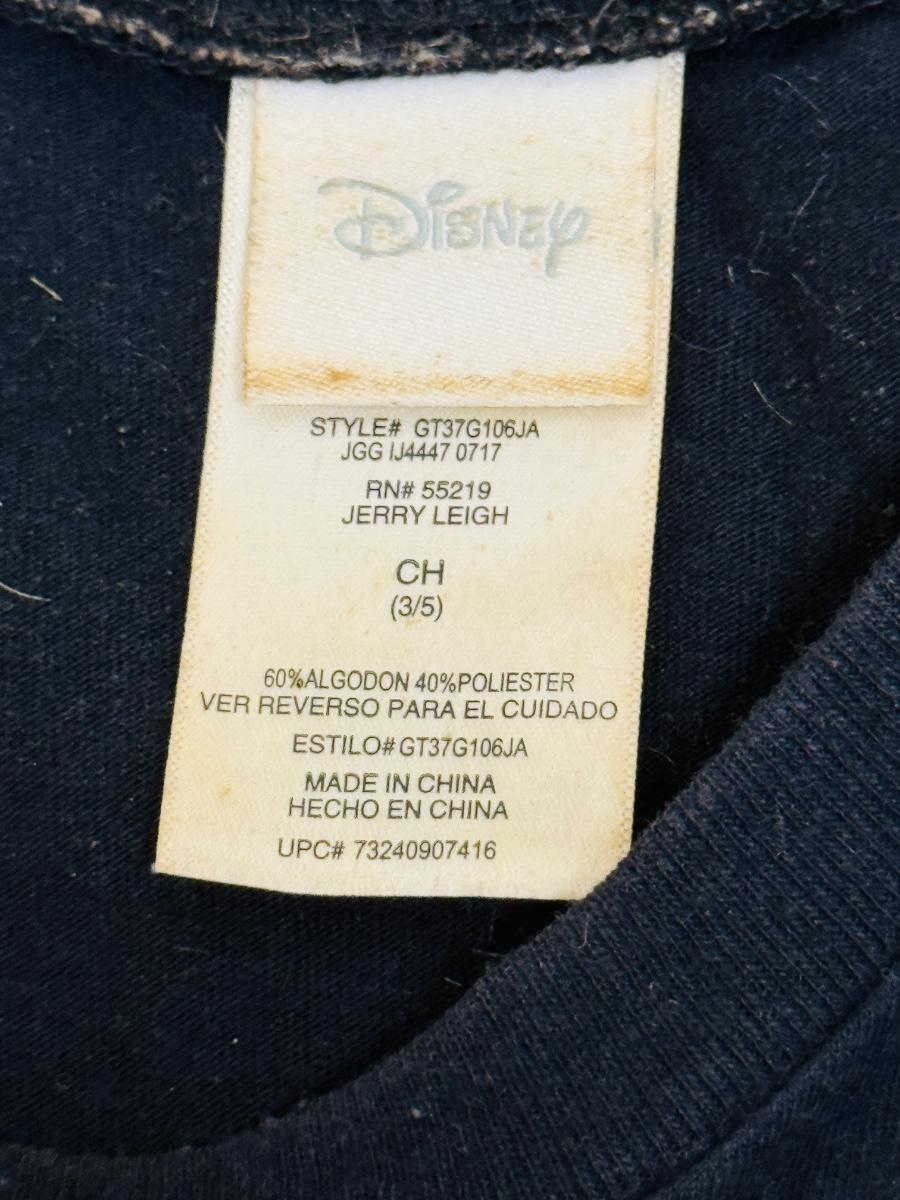 Disney
STYLE# GT37G106JA
JGG IJ4447 0717
RN# 55219
JERRY LEIGH
CH
(3/5)
60%ALGODON 40%POLIESTER
VER REVERSO PARA EL CUIDADO
ESTILO#GT37G106JA
MADE IN CHINA
HECHO EN CHINA
UPC# 73240907416